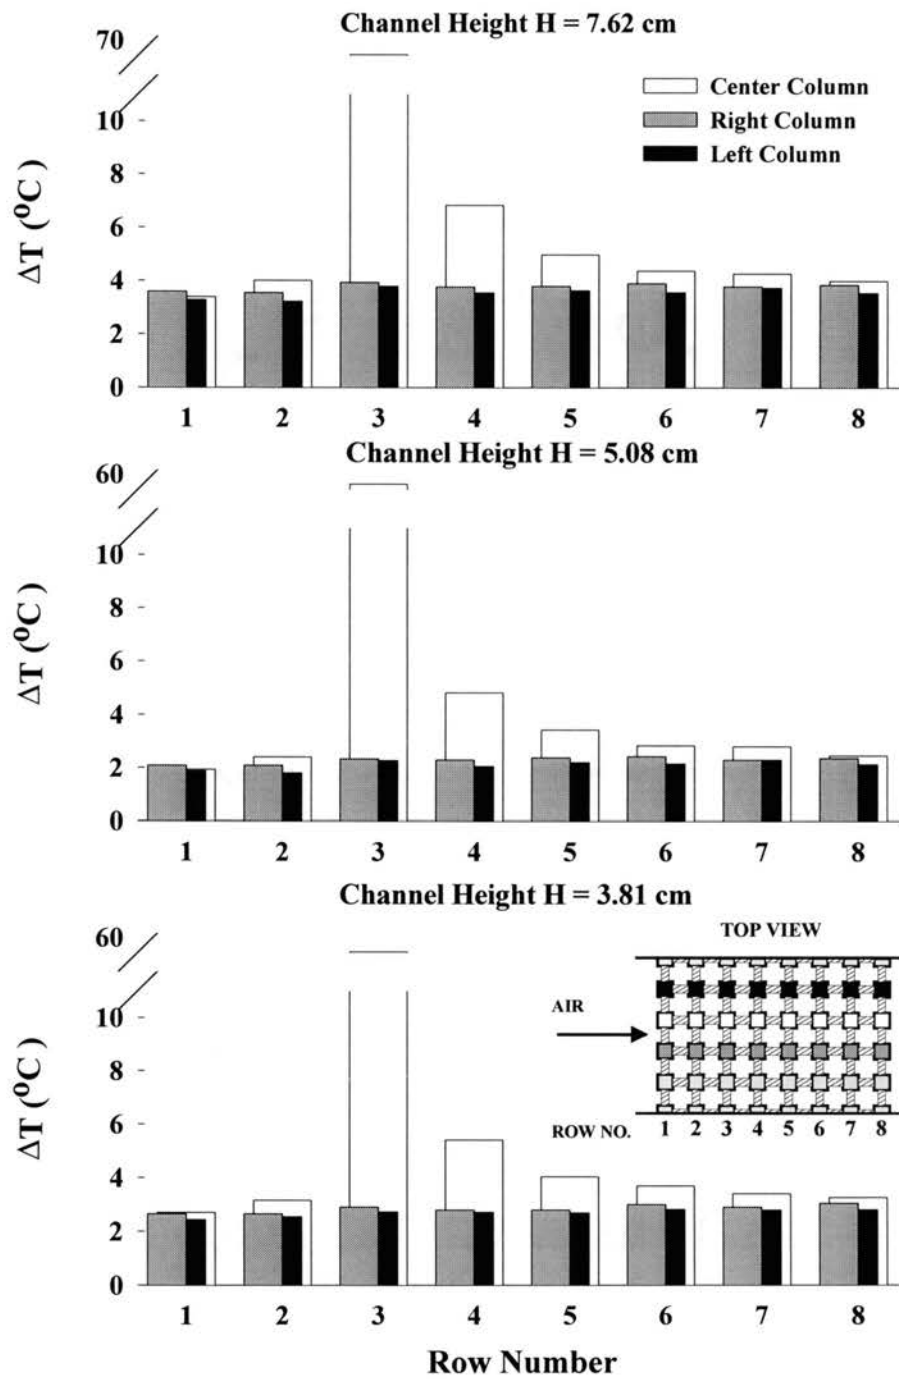 Channel Height H = 7.62 cm
70
Center Column
Right Column
Left Column
10
8
6
4
2
0
ΔT (ºC )
1 2 3 4 5 6 7 8
Channel Height H = 5.08 cm
60
10
8
6
4
2
0
ΔT (ºC )
1 2 3 4 5 6 7 8
Channel Height H = 3.81 cm
60
10
8
6
4
2
0
ΔT (ºC )
TOP VIEW
AIR
ROW NO. 1 2 3 4 5 6 7 8
1 2 3 4 5 6 7 8
Row Number